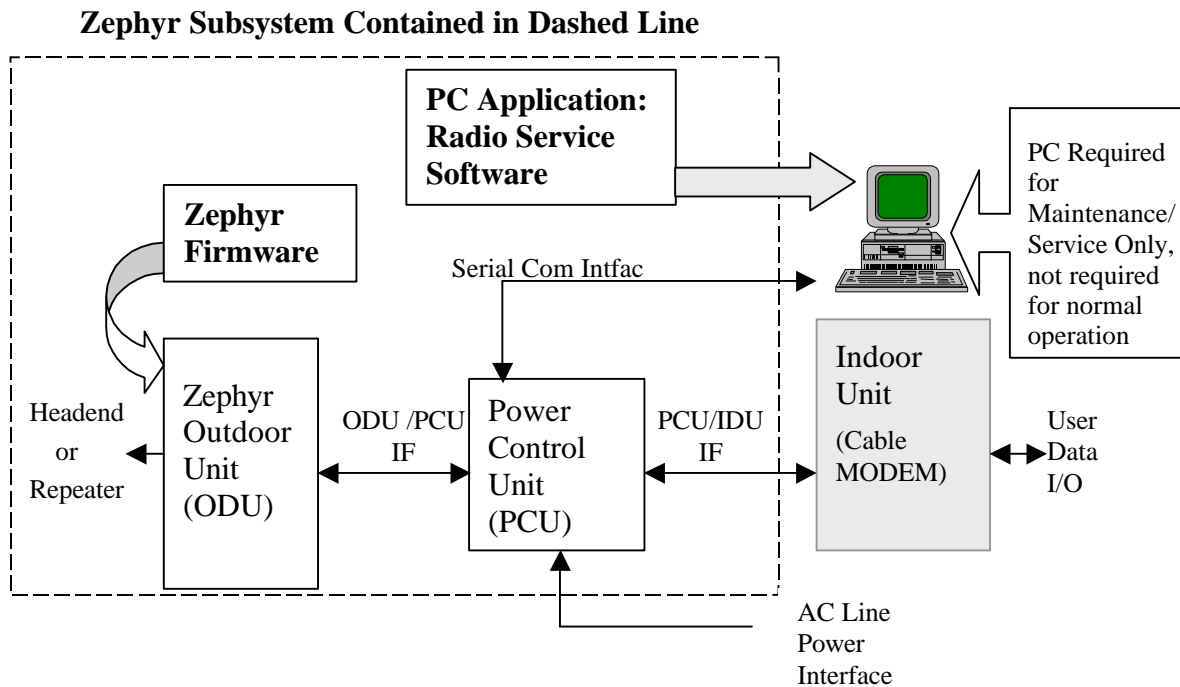 Zephyr Subsystem Contained in Dashed Line
PC Application:
Radio Service
Software
PC Required
for
Maintenance/
Service Only,
not required
for normal
operation
Zephyr
Firmware
Serial Com Intfac
Headend
or
Repeater
Zephyr
Outdoor
Unit
(ODU)
ODU /PCU
IF
Power
Control
Unit
(PCU)
PCU/IDU
IF
Indoor
Unit
(Cable
MODEM)
User
Data
I/O
AC Line
Power
Interface